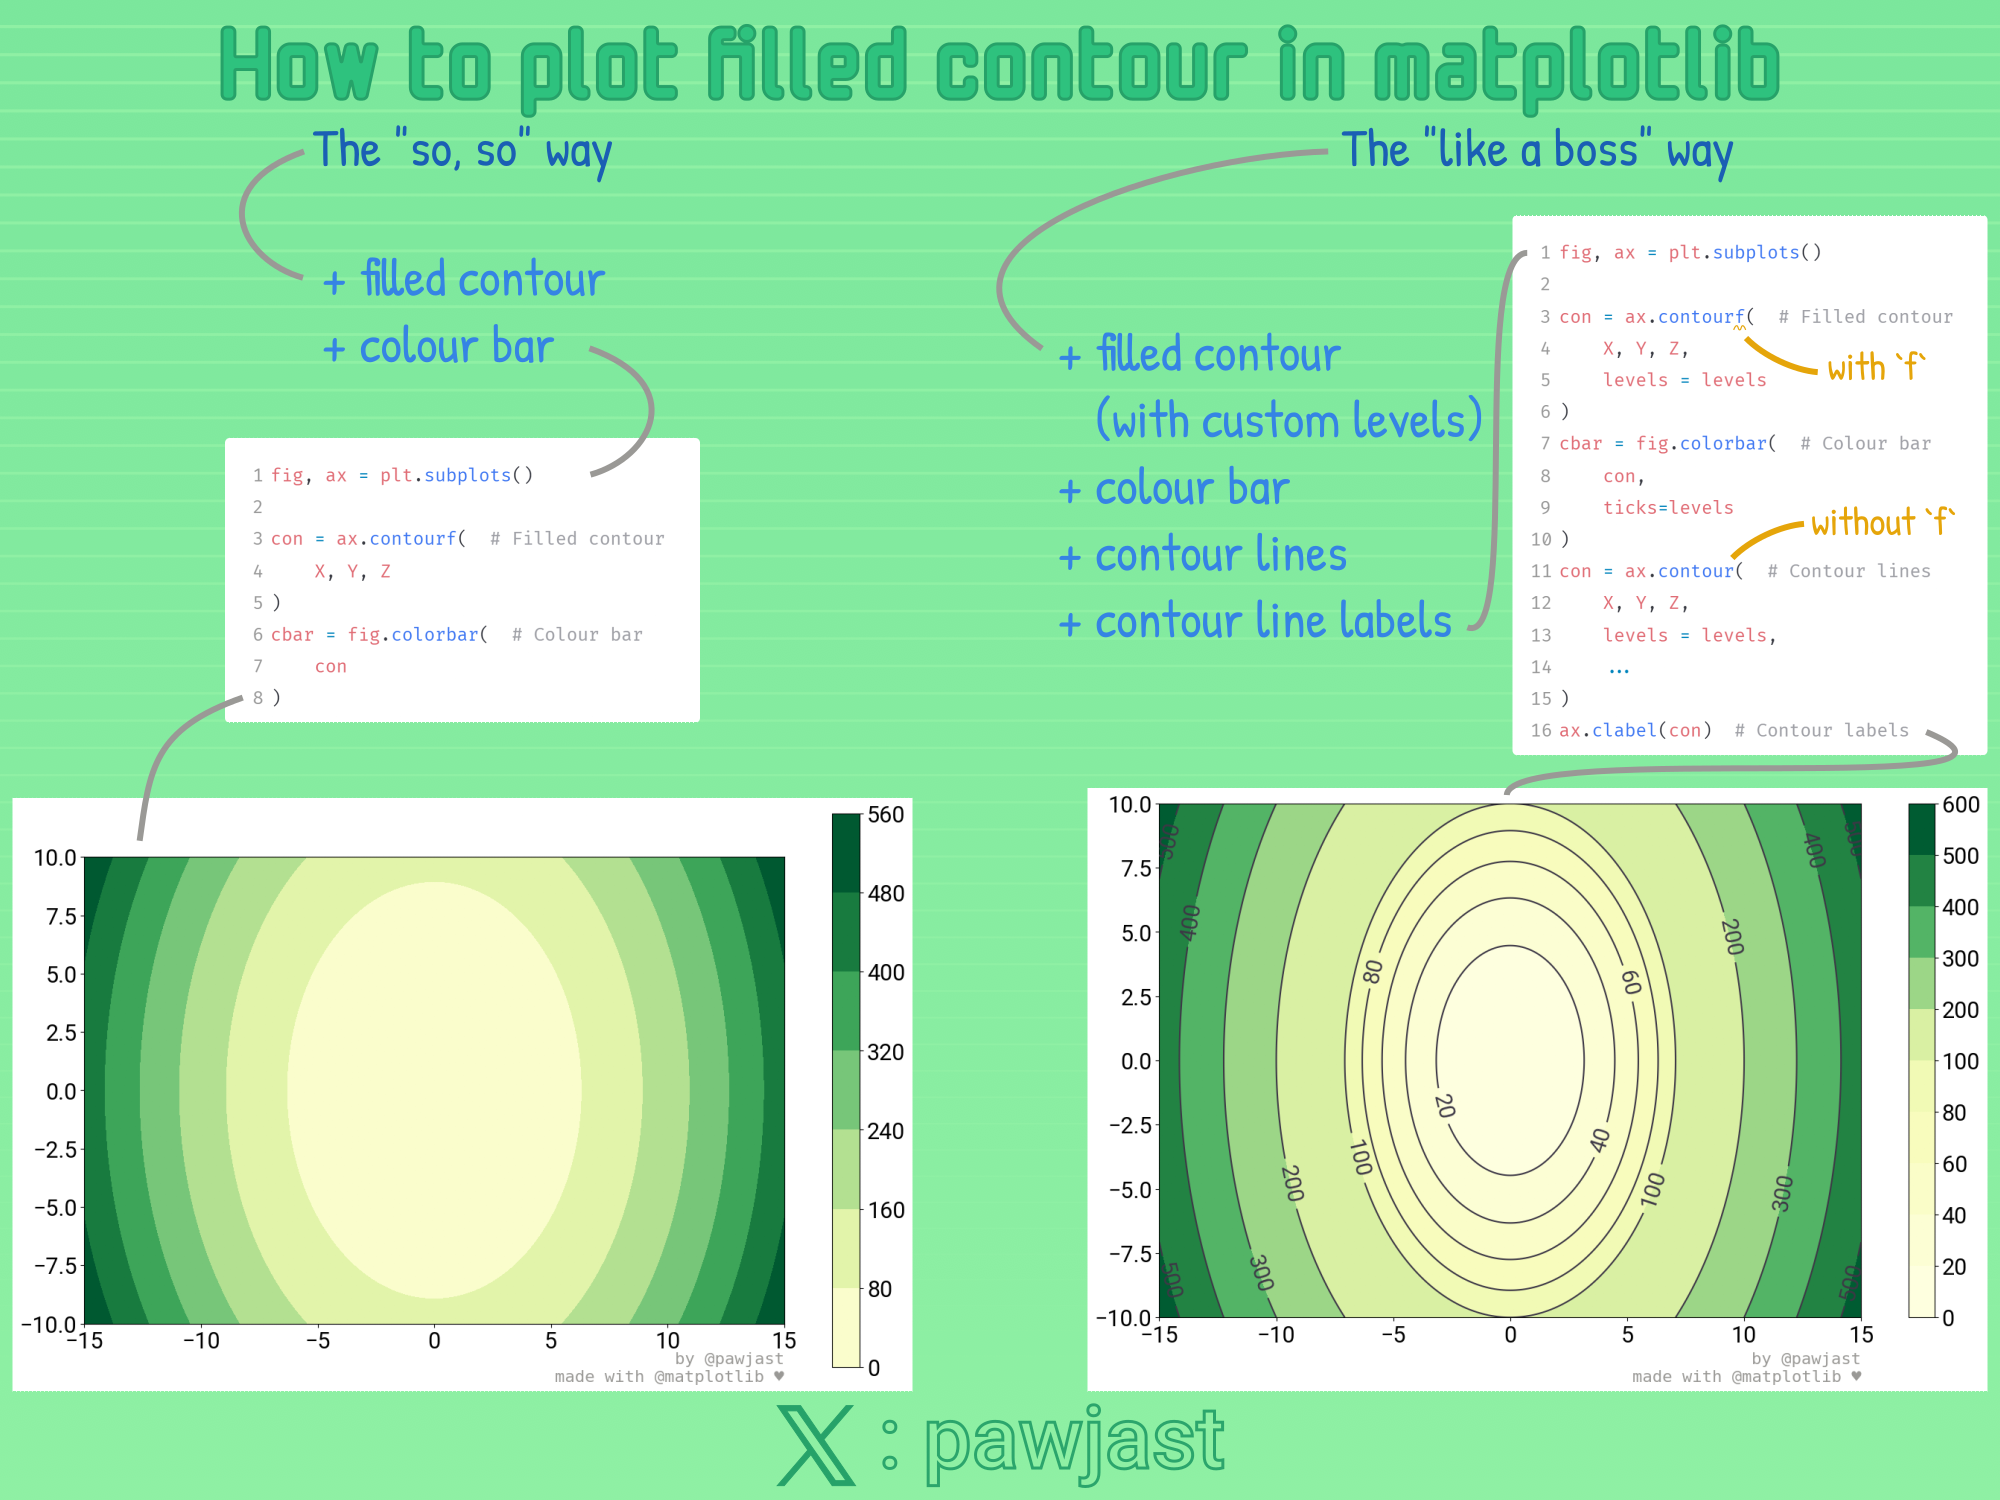 How to plot filled contour in matplotlib
The "so, so" way
+ filled contour
+ colour bar
1 fig, ax = plt.subplots()
2
3 con = ax.contourf(  # Filled contour
4     X, Y, Z
5 )
6 cbar = fig.colorbar(  # Colour bar
7     con
8 )
560
480
400
320
240
160
80
0
10.0
7.5
5.0
2.5
0.0
−2.5
−5.0
−7.5
−10.0
−15 −10 −5 0 5 10 15
by @pawjast
made with @matplotlib ♥
The "like a boss" way
+ filled contour
(with custom levels)
+ colour bar
+ contour lines
+ contour line labels
1 fig, ax = plt.subplots()
2
3 con = ax.contourf(  # Filled contour
4     X, Y, Z,
5     levels = levels
6 )
7 cbar = fig.colorbar(  # Colour bar
8     con,
9     ticks=levels
10 )
11 con = ax.contour(  # Contour lines
12     X, Y, Z,
13     levels = levels,
14     ...
15 )
16 ax.clabel(con)  # Contour labels
with `f`
without `f`
10.0
7.5
5.0
2.5
0.0
−2.5
−5.0
−7.5
−10.0
−15 −10 −5 0 5 10 15
500
400
400
200
80
60
20
40
100
100
200
300
300
500
500
600
500
400
300
200
100
80
60
40
20
0
by @pawjast
made with @matplotlib ♥
X : pawjast